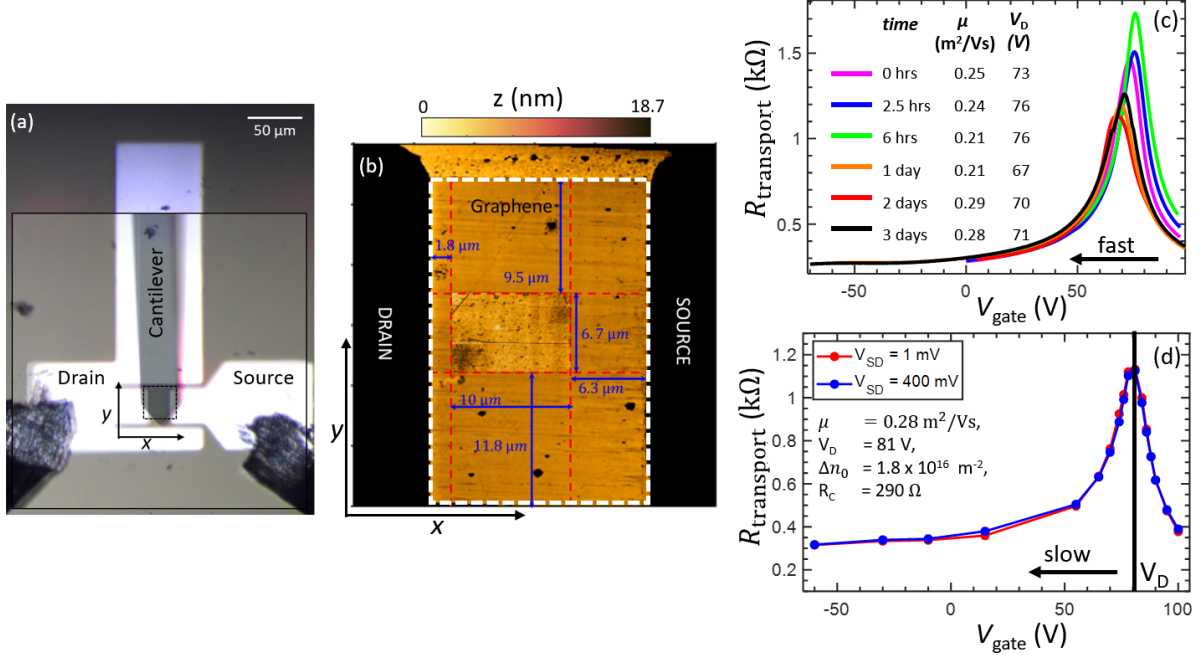 (a)
50 μm
Cantilever
Drain
Source
y
x
0
z (nm)
18.7
(b)
Graphene
1.8 μm
9.5 μm
DRAIN
SOURCE
6.7 μm
6.3 μm
10 μm
11.8 μm
y
x
(c)
time μ V_D
(m²/Vs) (V)
0 hrs 0.25 73
2.5 hrs 0.24 76
6 hrs 0.21 76
1 day 0.21 67
2 days 0.29 70
3 days 0.28 71
fast
R_transport (kΩ)
1.5
1
0.5
-50
0
50
V_gate (V)
(d)
V_SD = 1 mV
V_SD = 400 mV
μ = 0.28 m²/Vs,
V_D = 81 V,
Δn₀ = 1.8 x 10¹⁶ m⁻²,
R_C = 290 Ω
slow
V_D
R_transport (kΩ)
1.2
1
0.8
0.6
0.4
0.2
-50
0
50
100
V_gate (V)